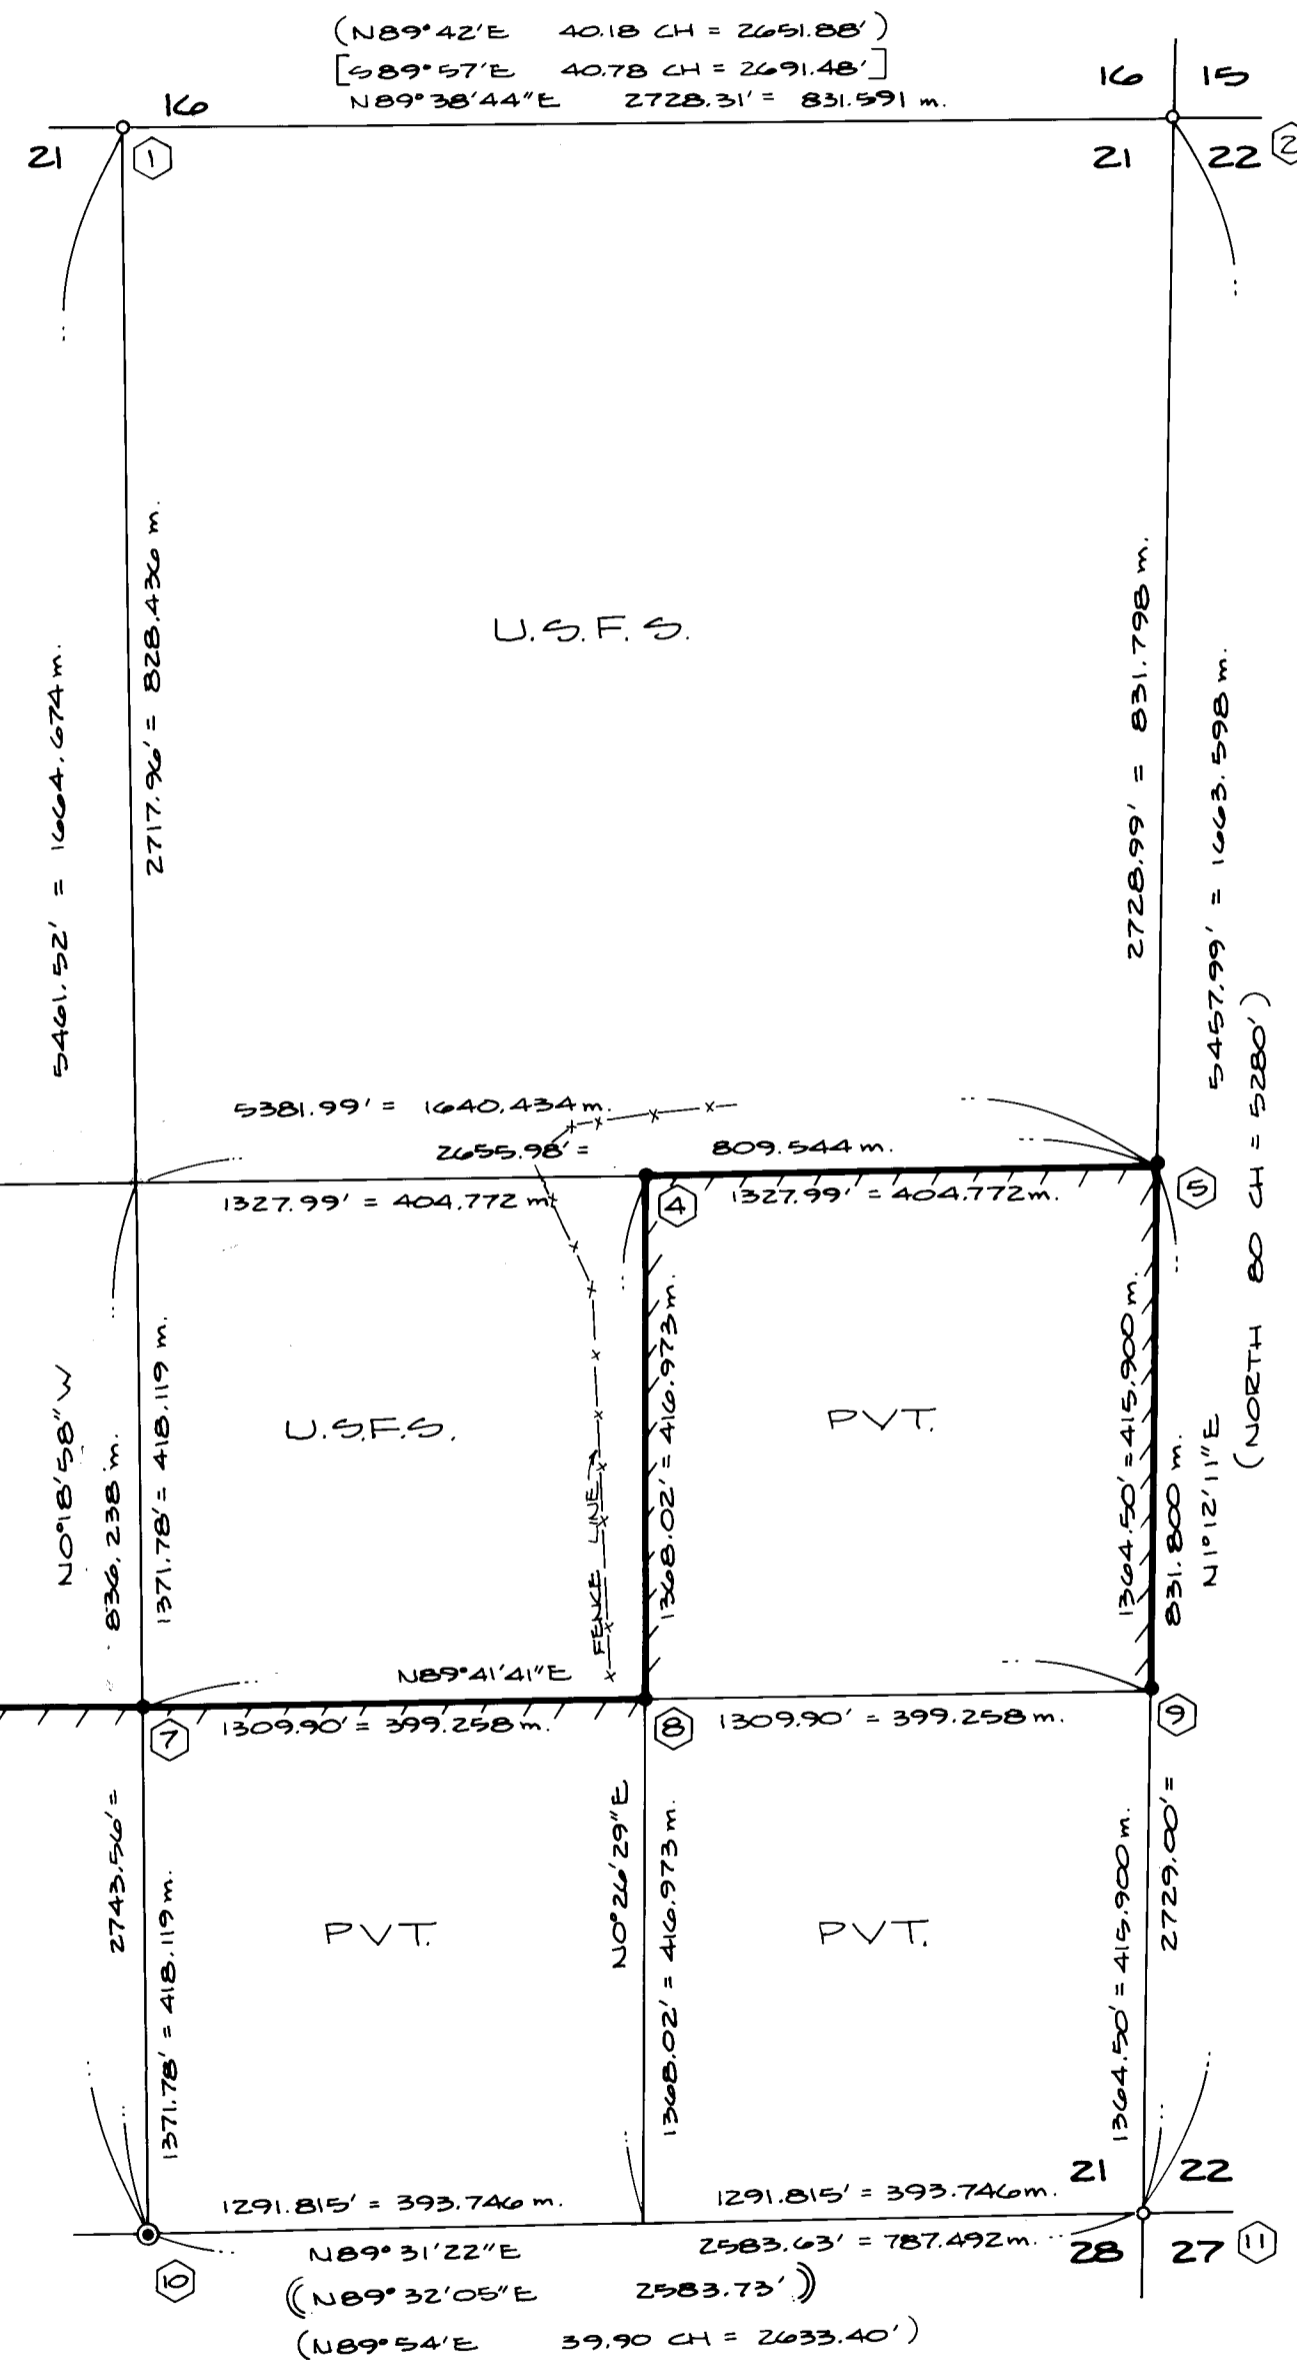 (N89°42'E 40.18 CH = 2651.88')
[S89°57'E 40.78 CH = 2691.48']
N89°38'44"E 2728.31' = 831.591 m.
16
16 15
21
1
21 22 2
5461.52' = 1664.674 m.
2717.96' = 828.436 m.
U.S.F.S.
2728.99' = 831.798 m.
5457.99' = 1663.598 m.
(NORTH 80 CH = 5280')
5381.99' = 1640.434 m.
2655.98' = 809.544 m.
1327.99' = 404.772 m.
4
1327.99' = 404.772 m.
5
N0°18'58"W
836.238 m.
1371.78' = 418.119 m.
U.S.F.S.
FENCE LINE
1368.02' = 416.973 m.
PVT.
1364.50' = 415.900 m.
831.800 m.
N1°12'11"E
N89°41'41"E
7
1309.90' = 399.258 m.
8
1309.90' = 399.258 m.
9
2743.56' =
1371.78' = 418.119 m.
PVT.
N0°26'29"E
1368.02' = 416.973 m.
PVT.
1364.50' = 415.900 m.
2729.00' =
21 22
1291.815' = 393.746 m.
1291.815' = 393.746 m.
N89°31'22"E 2583.63' = 787.492 m.
28 27 11
10
((N89°32'05"E 2583.73'))
(N89°54'E 39.90 CH = 2633.40')